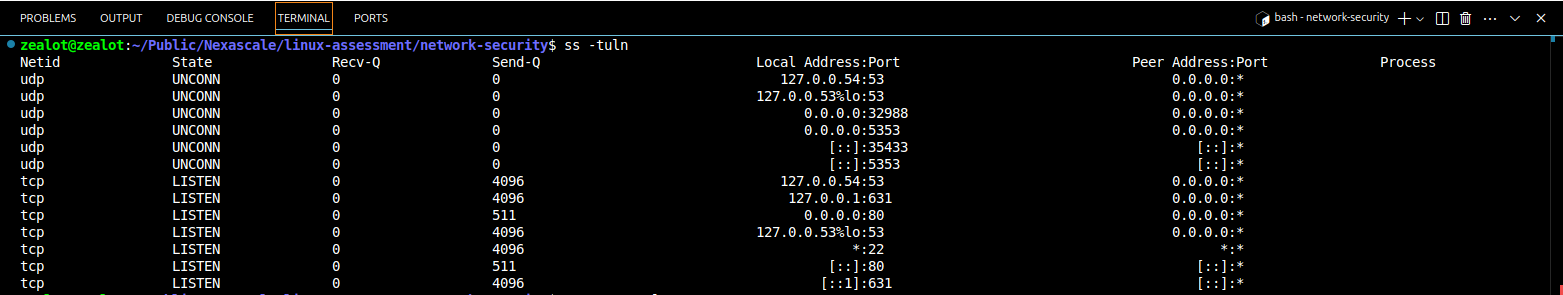 PROBLEMS OUTPUT DEBUG CONSOLE TERMINAL PORTS bash - network-security
zealot@zealot:~/Public/Nexascale/linux-assessment/network-security$ ss -tuln
Netid State Recv-Q Send-Q Local Address:Port Peer Address:Port Process
udp UNCONN 0 0 127.0.0.54:53 0.0.0.0:*
udp UNCONN 0 0 127.0.0.53%lo:53 0.0.0.0:*
udp UNCONN 0 0 0.0.0.0:32988 0.0.0.0:*
udp UNCONN 0 0 0.0.0.0:5353 0.0.0.0:*
udp UNCONN 0 0 [::]:35433 [::]:*
udp UNCONN 0 0 [::]:5353 [::]:*
tcp LISTEN 0 4096 127.0.0.54:53 0.0.0.0:*
tcp LISTEN 0 4096 127.0.0.1:631 0.0.0.0:*
tcp LISTEN 0 511 0.0.0.0:80 0.0.0.0:*
tcp LISTEN 0 4096 127.0.0.53%lo:53 0.0.0.0:*
tcp LISTEN 0 4096 *:22 *:*
tcp LISTEN 0 511 [::]:80 [::]:*
tcp LISTEN 0 4096 [::1]:631 [::]:*